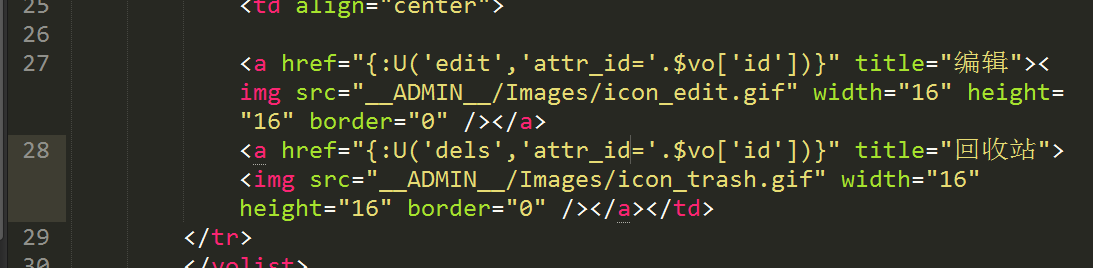 25 <td align="center">
26
27 <a href="{:U('edit','attr_id='.$vo['id'])}" title="编辑"><
img src="__ADMIN__/Images/icon_edit.gif" width="16" height=
"16" border="0" /></a>
28 <a href="{:U('dels','attr_id='.$vo['id'])}" title="回收站">
<img src="__ADMIN__/Images/icon_trash.gif" width="16"
height="16" border="0" /></a></td>
29 </tr>
30 </volist>